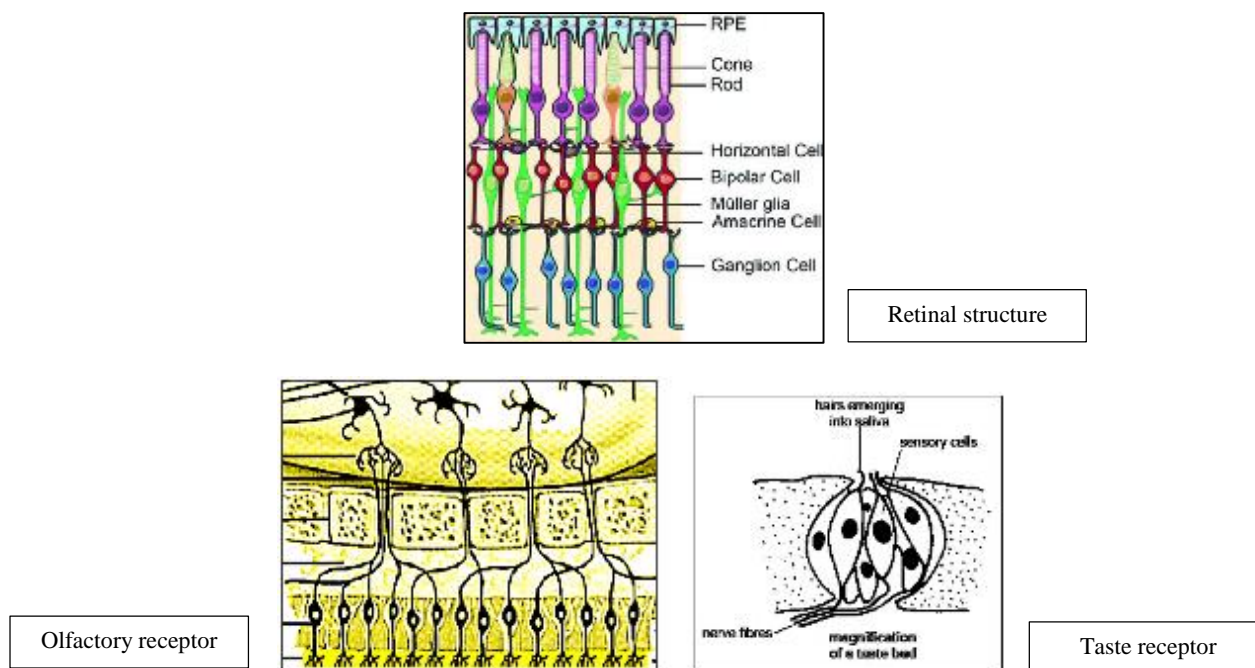 RPE
Cone
Rod
Horizontal Cell
Bipolar Cell
Müller glia
Amacrine Cell
Ganglion Cell
Retinal structure
hairs emerging
into saliva
sensory cells
nerve fibres
magnification
of a taste bud
Olfactory receptor
Taste receptor